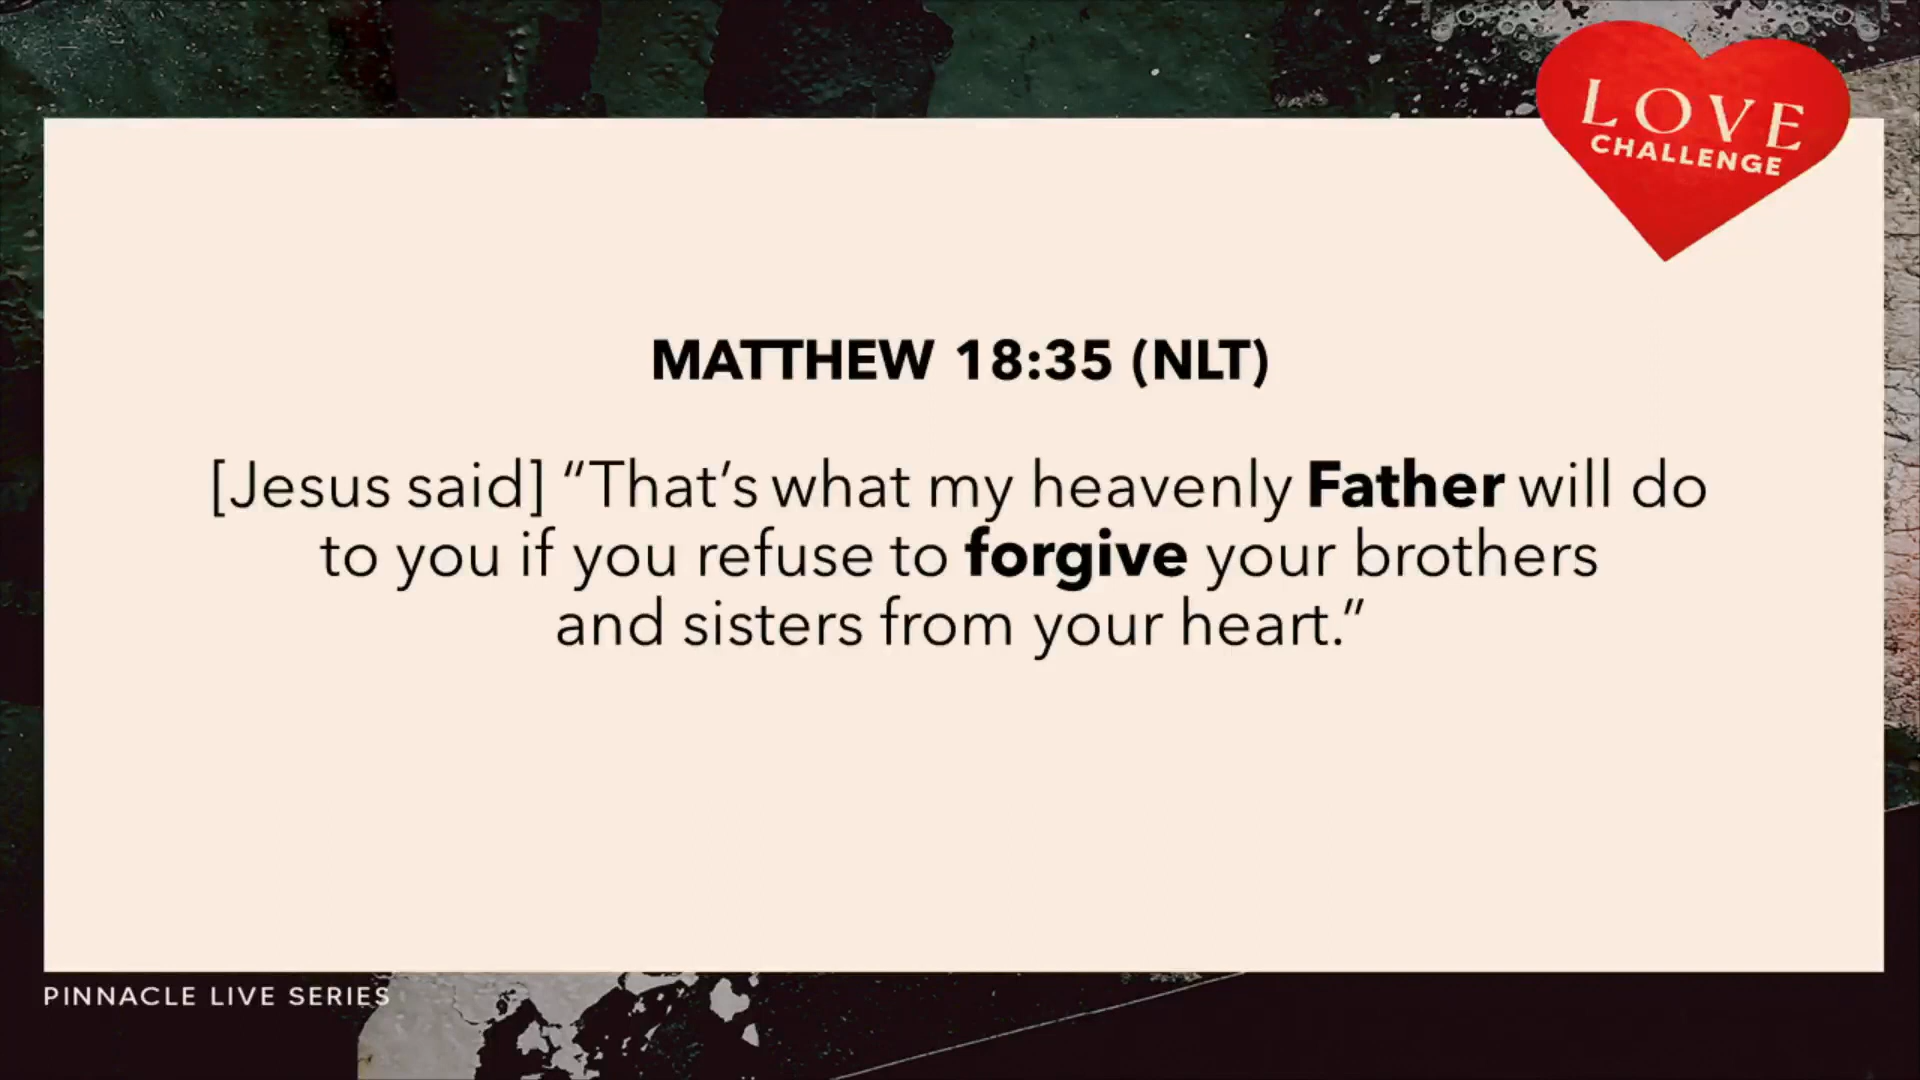 LOVE
CHALLENGE
MATTHEW 18:35 (NLT)
[Jesus said] “That’s what my heavenly Father will do
to you if you refuse to forgive your brothers
and sisters from your heart.”
PINNACLE LIVE SERIES